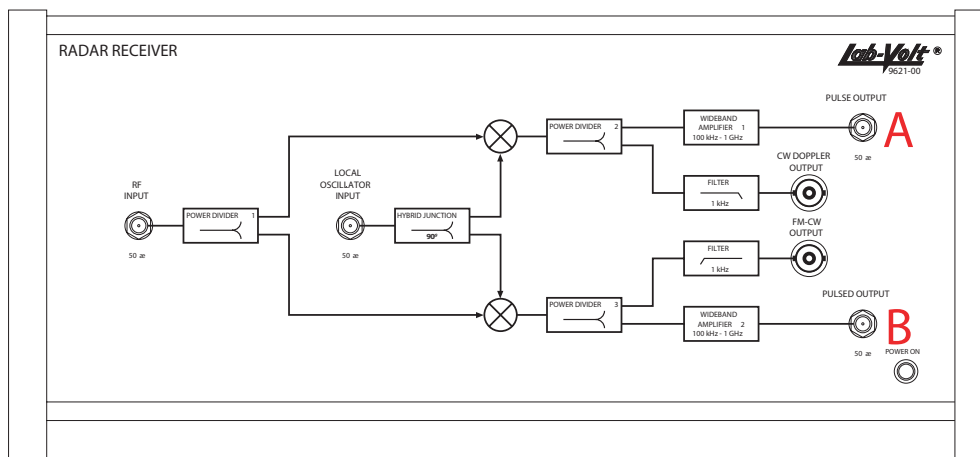 RADAR RECEIVER
Lab-Volt ®
9621-00
PULSE OUTPUT
A
50 æ
WIDEBAND
AMPLIFIER 1
100 kHz - 1 GHz
POWER DIVIDER 2
CW DOPPLER
OUTPUT
FILTER
1 kHz
RF
INPUT
50 æ
POWER DIVIDER 1
LOCAL
OSCILLATOR
INPUT
50 æ
HYBRID JUNCTION
90°
FM-CW
OUTPUT
FILTER
1 kHz
POWER DIVIDER 3
WIDEBAND
AMPLIFIER 2
100 kHz - 1 GHz
PULSED OUTPUT
B
50 æ
POWER ON